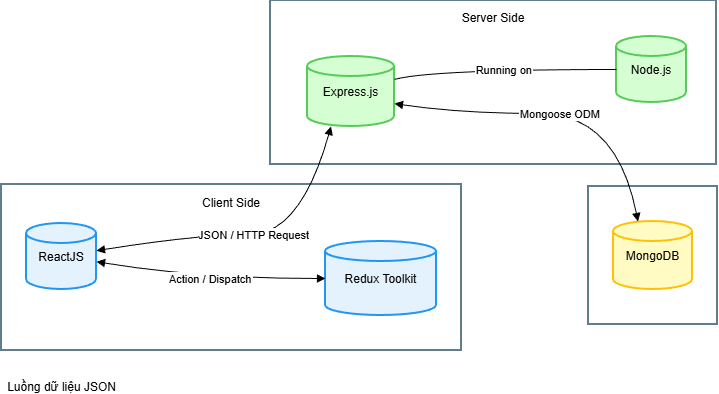 Server Side
Node.js
Running on
Express.js
Mongoose ODM
Client Side
JSON / HTTP Request
ReactJS
MongoDB
Action / Dispatch
Redux Toolkit
Luồng dữ liệu JSON